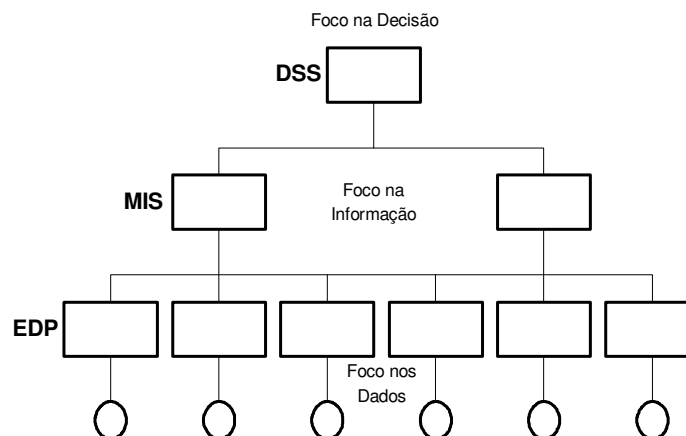 Foco na Decisão
DSS
MIS
Foco na
Informação
EDP
Foco nos
Dados